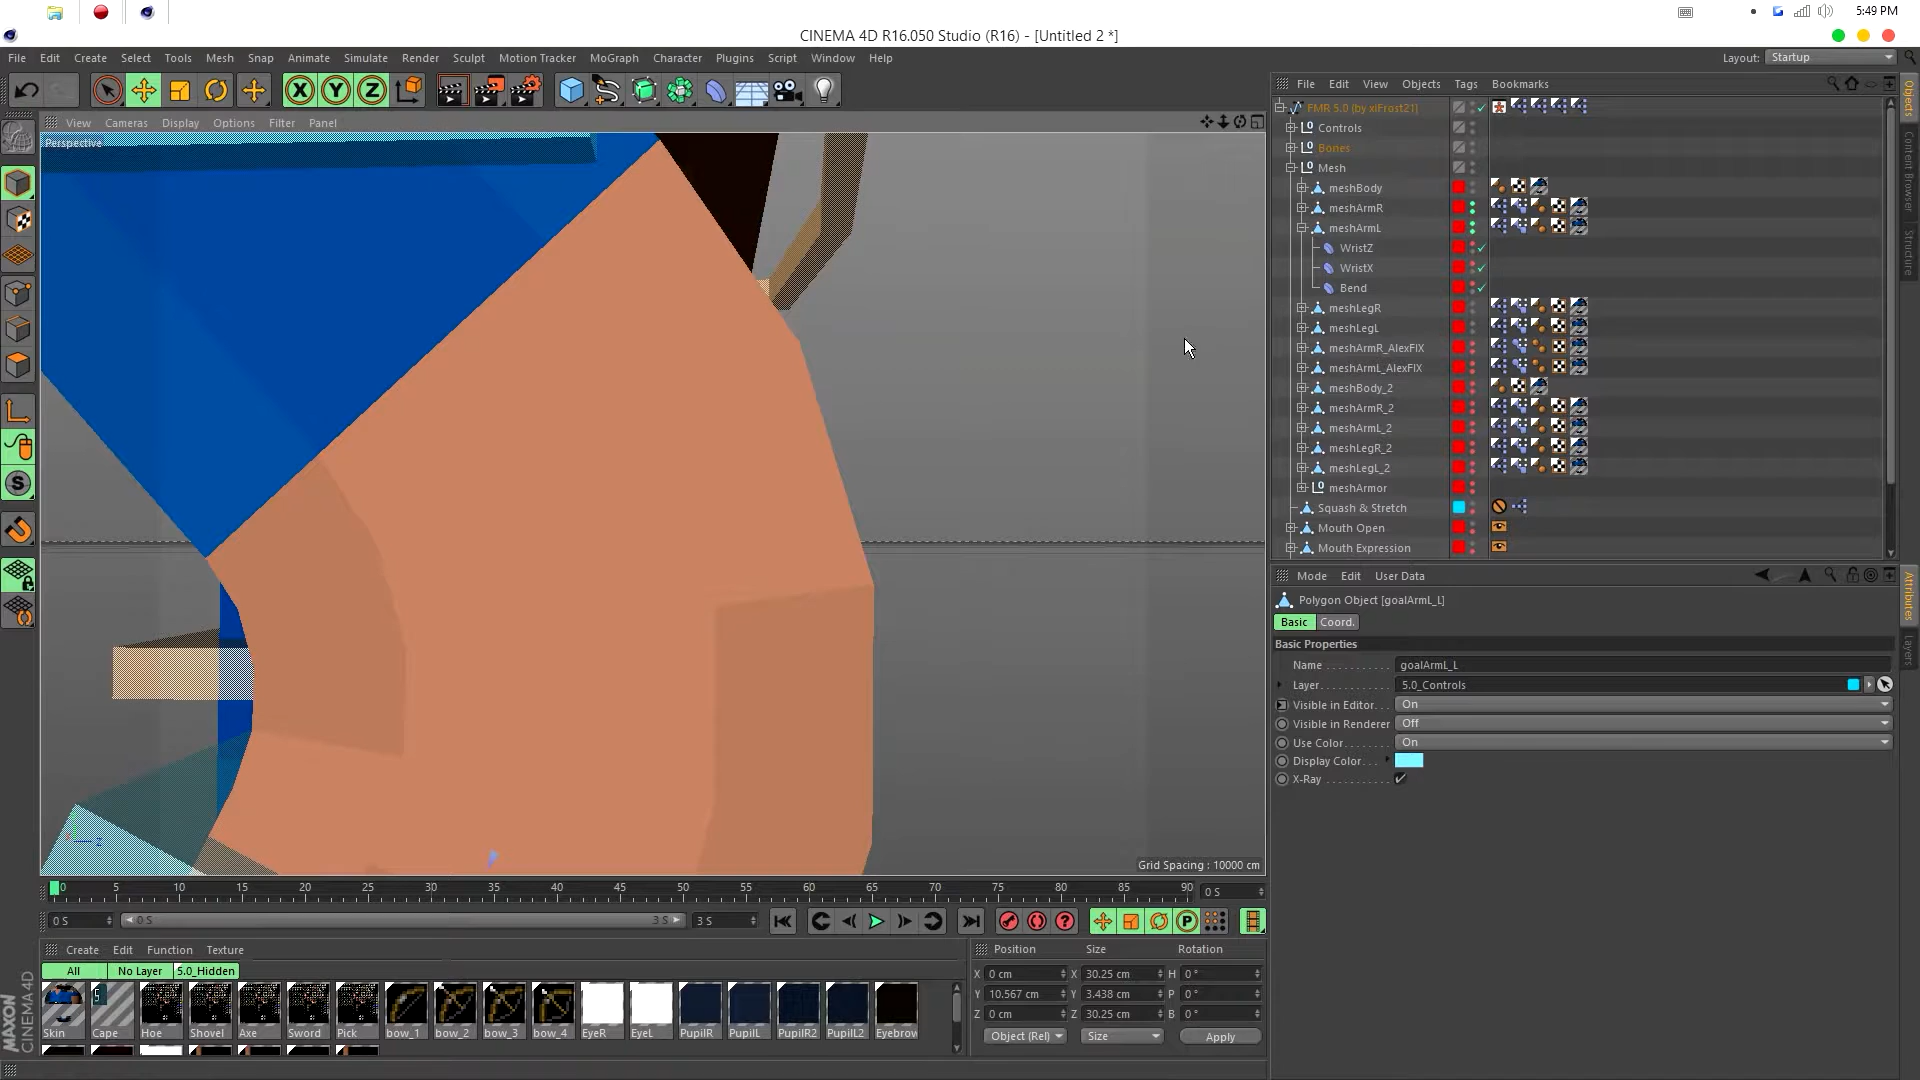 5:49 PM
CINEMA 4D R16.050 Studio (R16) - [Untitled 2 *]
File Edit Create Select Tools Mesh Snap Animate Simulate Render Sculpt Motion Tracker MoGraph Character Plugins Script Window Help
Layout: Startup
File Edit View Objects Tags Bookmarks
View Cameras Display Options Filter Panel
Perspective
FMR 5.0 (by xiFrost21)
Controls
Bones
Mesh
meshBody
meshArmR
meshArmL
WristZ
WristX
Bend
meshLegR
meshLegL
meshArmR_AlexFIX
meshArmL_AlexFIX
meshBody_2
meshArmR_2
meshArmL_2
meshLegR_2
meshLegL_2
meshArmor
Squash & Stretch
Mouth Open
Mouth Expression
Objects
Content Browser
Structure
Mode Edit User Data
Polygon Object [goalArmL_L]
Basic Coord.
Basic Properties
Name goalArmL_L
Layer 5.0_Controls
Visible in Editor On
Visible in Renderer Off
Use Color On
Display Color
X-Ray
Attributes
Layers
Grid Spacing : 10000 cm
0 5 10 15 20 25 30 35 40 45 50 55 60 65 70 75 80 85 90
0 S
0 S 0 S 3 S 3 S
Create Edit Function Texture
All No Layer 5.0_Hidden
Skin Cape Hoe Shovel Axe Sword Pick bow_1 bow_2 bow_3 bow_4 EyeR EyeL PupilR PupilL PupilR2 PupilL2 Eyebrow
Position Size Rotation
X 0 cm X 30.25 cm H 0 °
Y 10.567 cm Y 3.438 cm P 0 °
Z 0 cm Z 30.25 cm B 0 °
Object (Rel) Size Apply
MAXON
CINEMA 4D